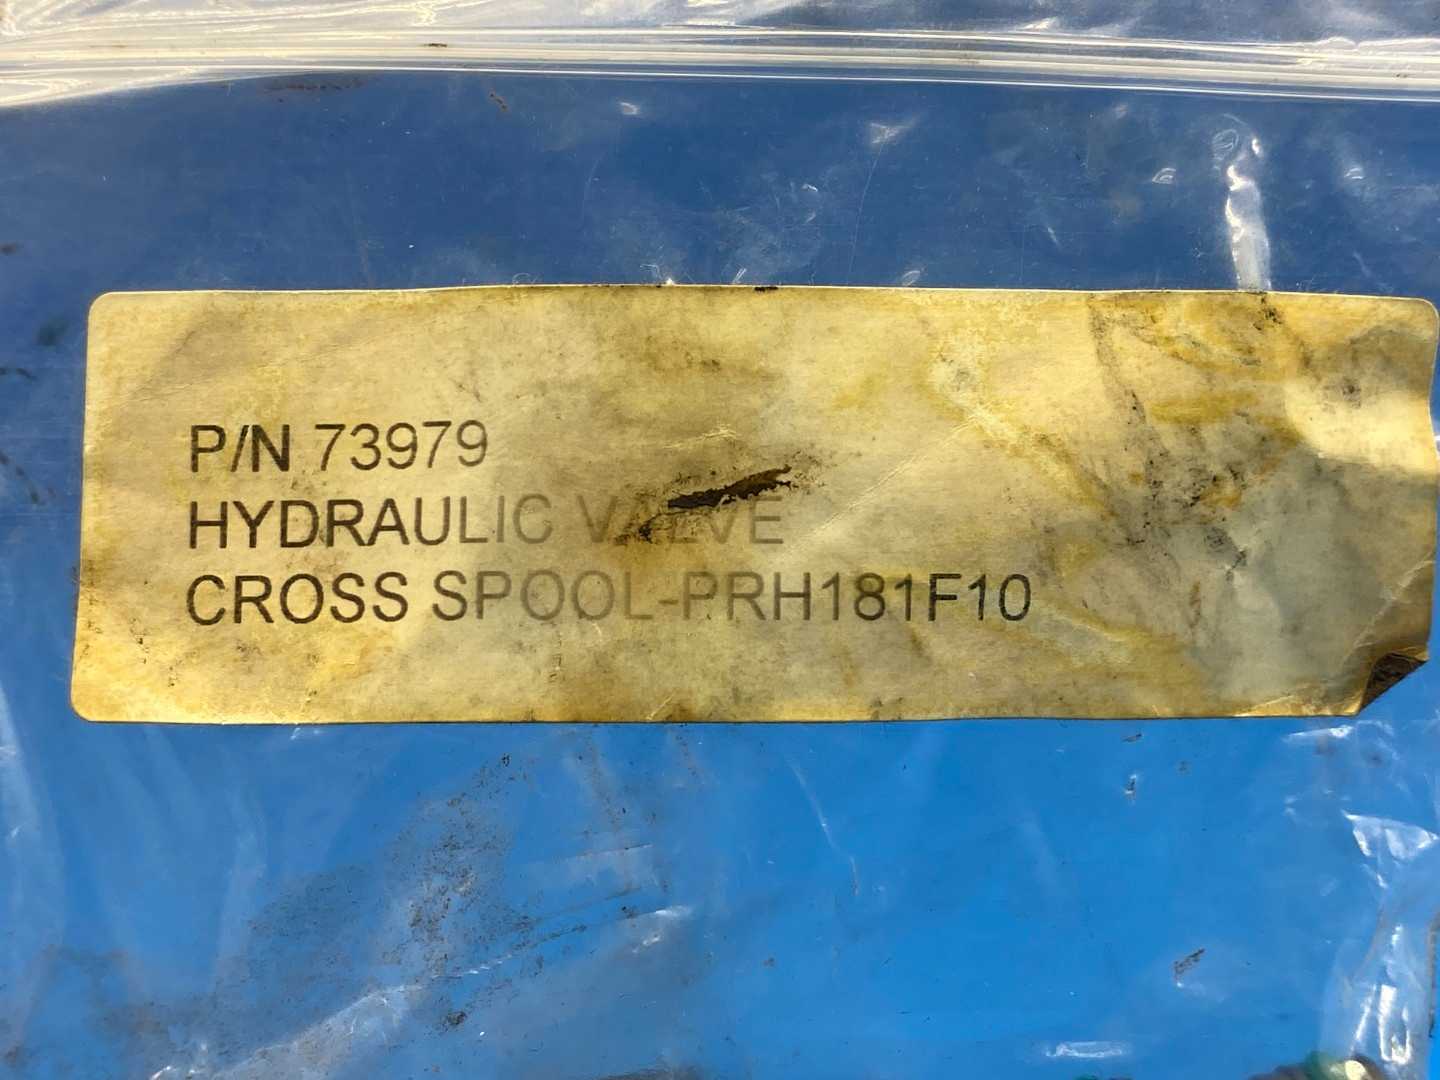 P/N 73979
HYDRAULIC VALVE
CROSS SPOOL-PRH181F10